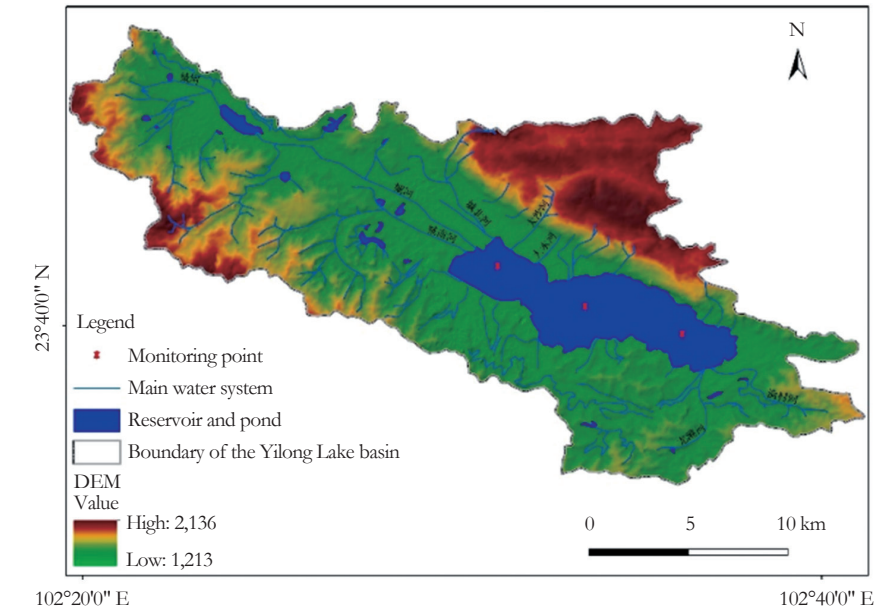 N
23°40'0" N
Legend
Monitoring point
Main water system
Reservoir and pond
Boundary of the Yilong Lake basin
DEM
Value
High: 2,136
Low: 1,213
0 5 10 km
102°20'0" E 102°40'0" E